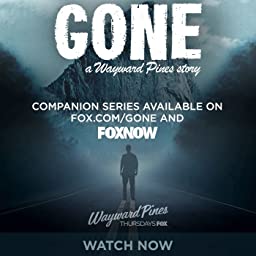 GONE
a Wayward Pines story
COMPANION SERIES AVAILABLE ON
FOX.COM/GONE AND
FOXNOW
Wayward Pines
THURSDAYS FOX
WATCH NOW